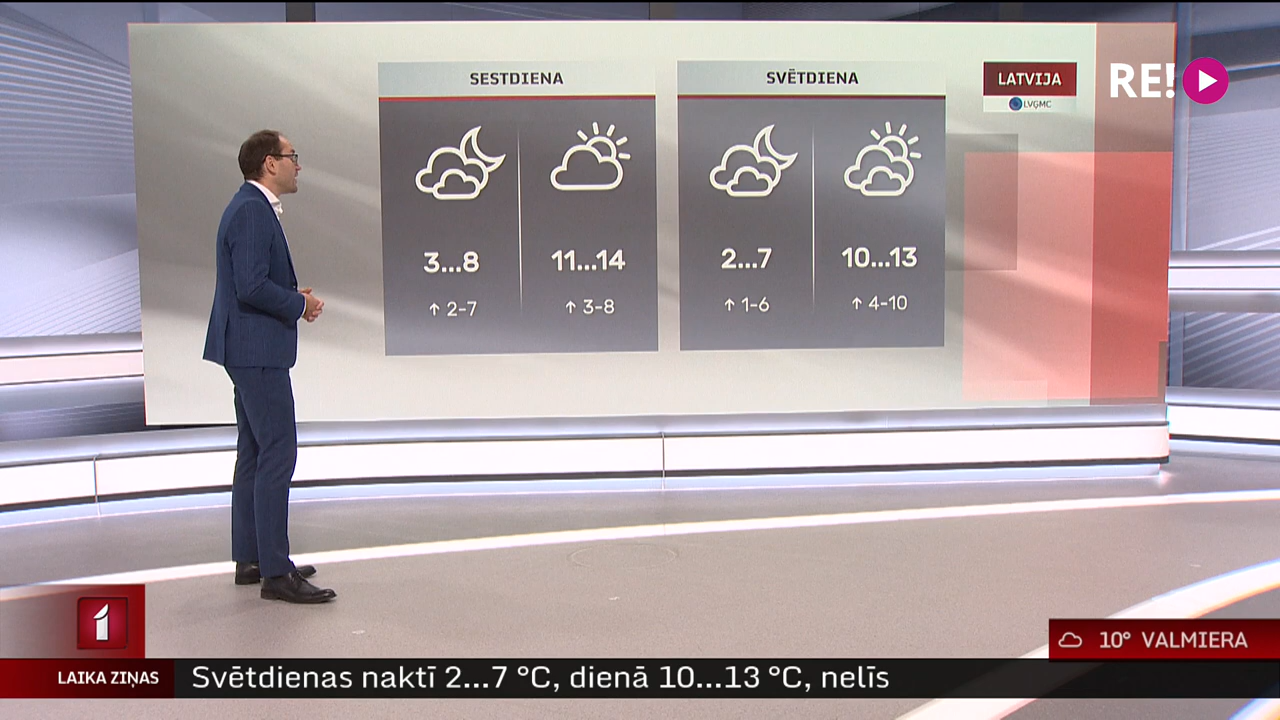 SESTDIENA
3...8
↑ 2-7
11...14
↑ 3-8
SVĒTDIENA
2...7
↑ 1-6
10...13
↑ 4-10
LATVIJA
LVĢMC
RE!
1
10° VALMIERA
LAIKA ZIŅAS
Svētdienas naktī 2...7 °C, dienā 10...13 °C, nelīs